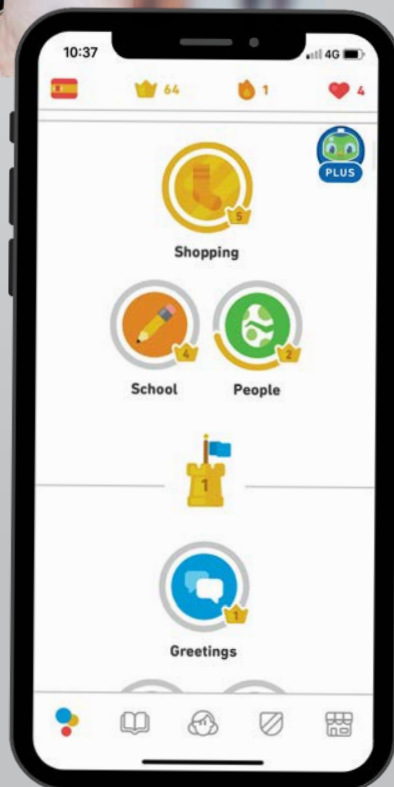 10:37 4G
64 1 4
PLUS
5
Shopping
4 2
School People
1
1
Greetings